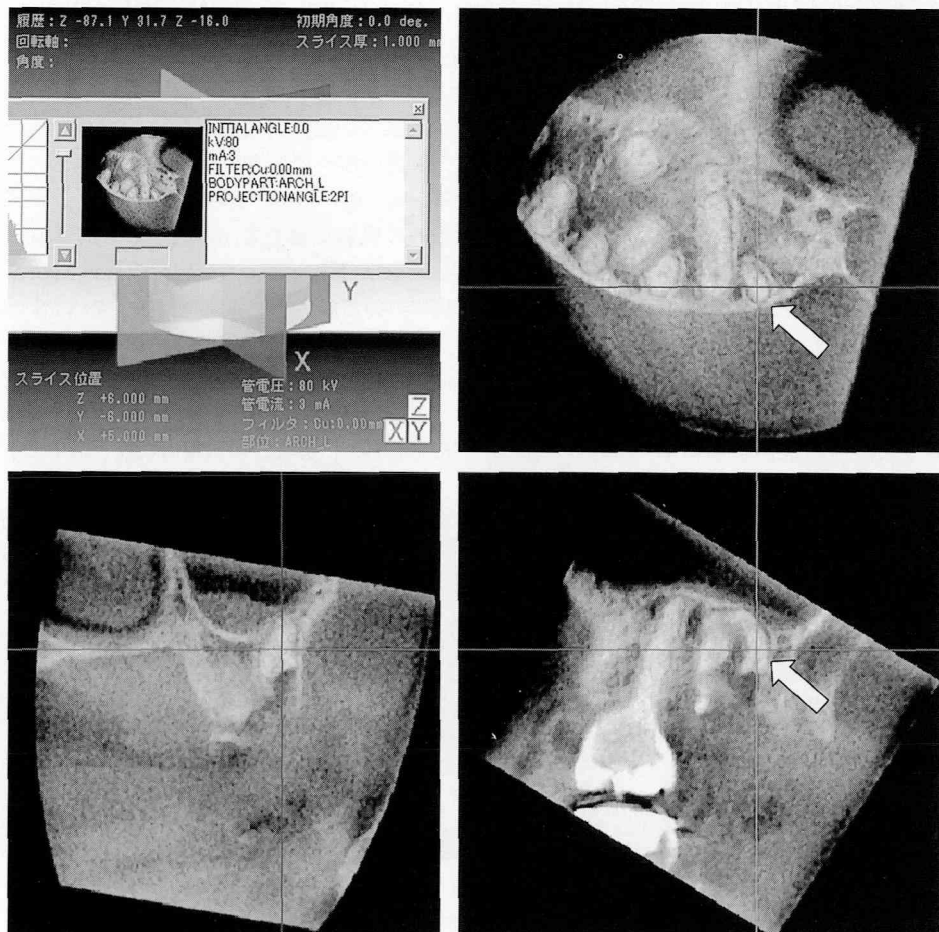 履歴：Z -87.1 Y 91.7 Z -16.0
初期角度：0.0 deg.
回転軸：
スライス厚：1.000 mm
角度：
INITIALANGLE:0.0
kV:80
mA:3
FILTER:Cu:0.00mm
BODYPART:ARCH_L
PROJECTIONANGLE:2PI
Y
X
スライス位置
Z +6.000 mm
Y -6.000 mm
X +5.000 mm
管電圧：80 kV
管電流：3 mA
フィルタ：Cu:0.00mm
部位：ARCH_L
Z
X Y